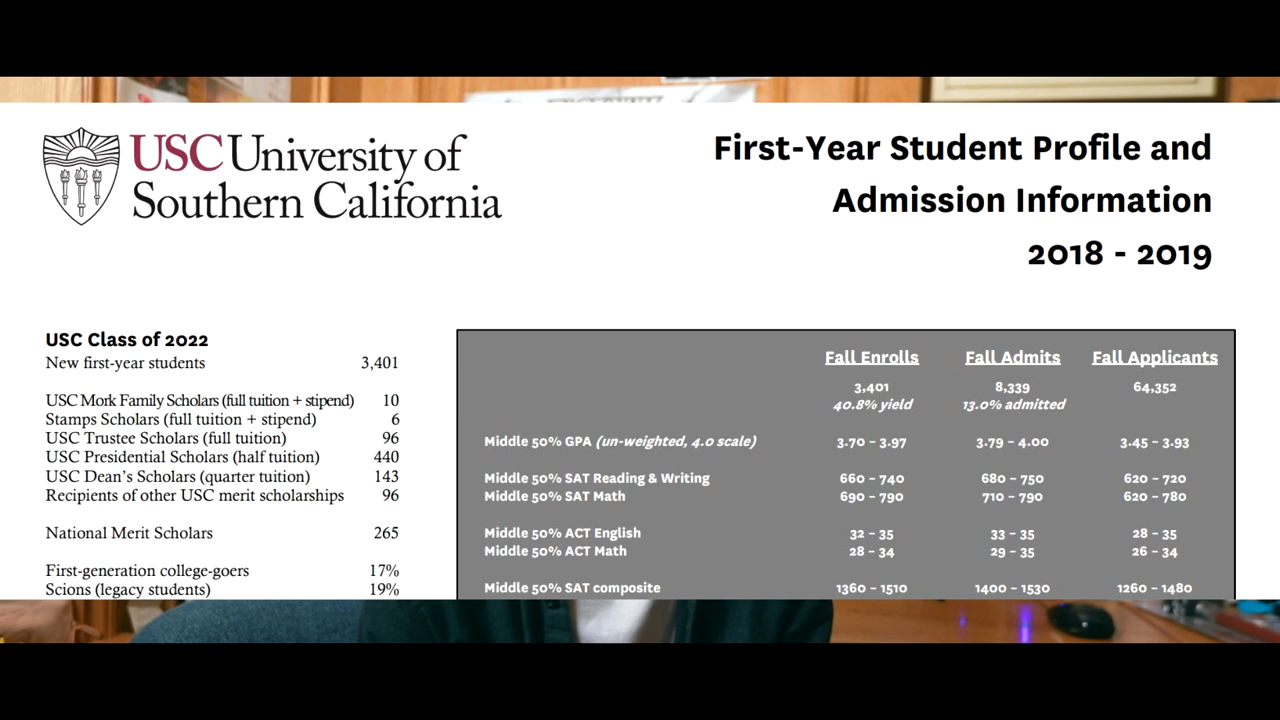 USC University of
Southern California
First-Year Student Profile and
Admission Information
2018 - 2019
USC Class of 2022
New first-year students 3,401
USC Mork Family Scholars (full tuition + stipend) 10
Stamps Scholars (full tuition + stipend) 6
USC Trustee Scholars (full tuition) 96
USC Presidential Scholars (half tuition) 440
USC Dean's Scholars (quarter tuition) 143
Recipients of other USC merit scholarships 96
National Merit Scholars 265
First-generation college-goers 17%
Scions (legacy students) 19%
Fall Enrolls Fall Admits Fall Applicants
3,401 8,339 64,352
40.8% yield 13.0% admitted
Middle 50% GPA (un-weighted, 4.0 scale) 3.70 – 3.97 3.79 – 4.00 3.45 – 3.93
Middle 50% SAT Reading & Writing 660 – 740 680 – 750 620 – 720
Middle 50% SAT Math 690 – 790 710 – 790 620 – 780
Middle 50% ACT English 32 – 35 33 – 35 28 – 35
Middle 50% ACT Math 28 – 34 29 – 35 26 – 34
Middle 50% SAT composite 1360 – 1510 1400 – 1530 1260 – 1480